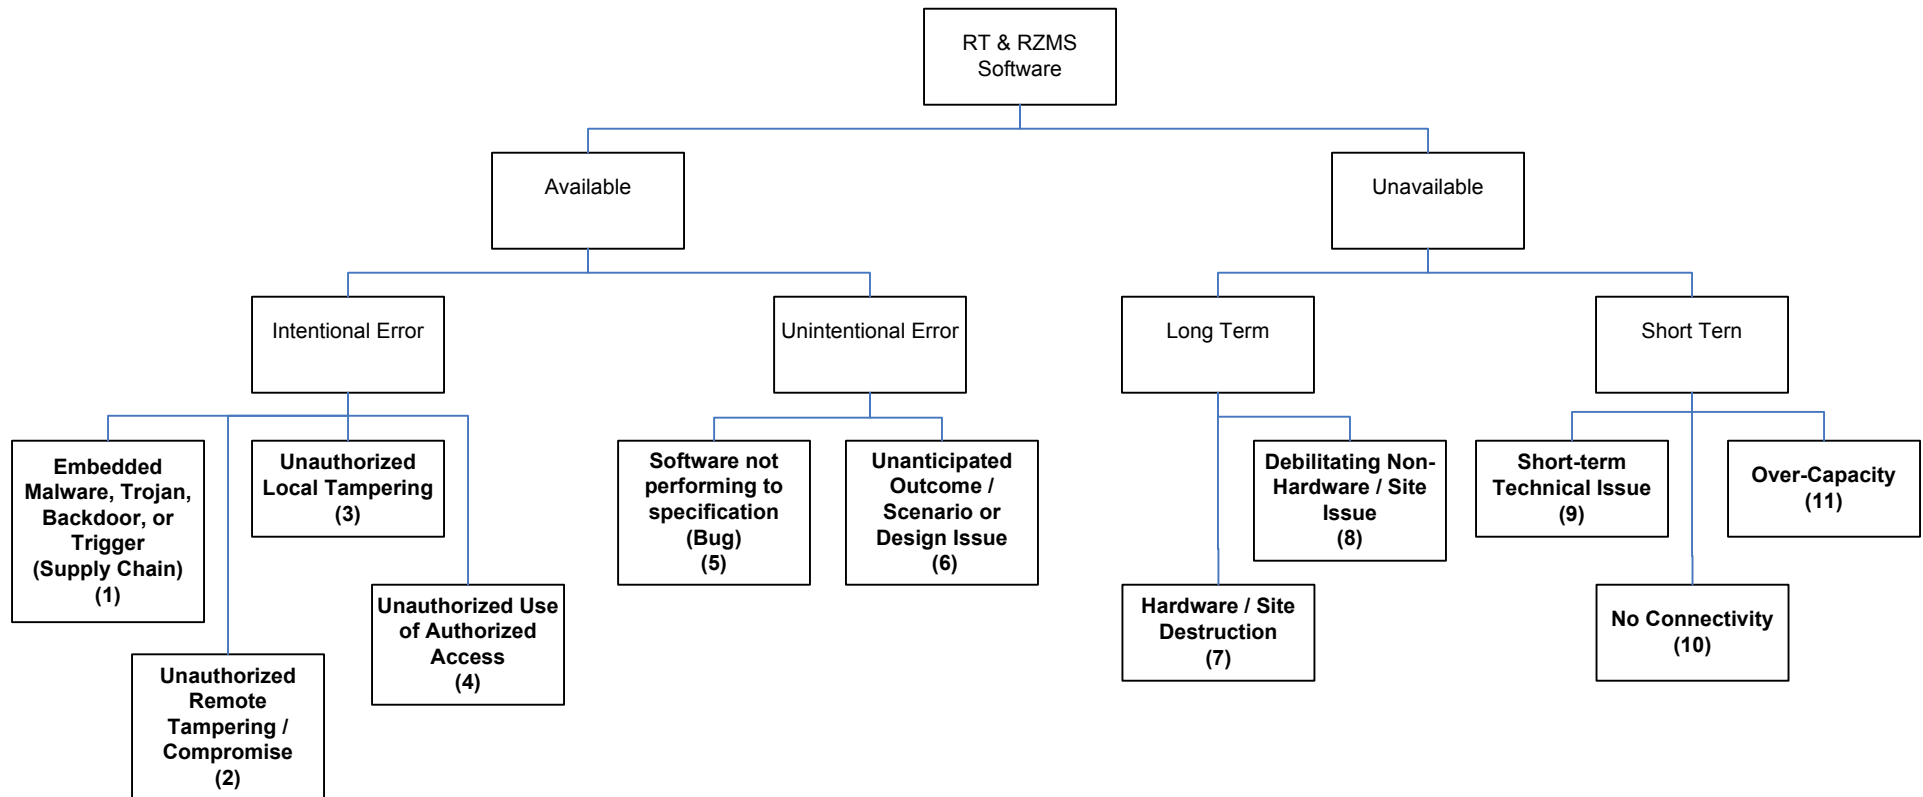 RT & RZMS
Software
Available
Unavailable
Intentional Error
Unintentional Error
Long Term
Short Tern
Embedded
Malware, Trojan,
Backdoor, or
Trigger
(Supply Chain)
(1)
Unauthorized
Remote
Tampering /
Compromise
(2)
Unauthorized
Local Tampering
(3)
Unauthorized Use
of Authorized
Access
(4)
Software not
performing to
specification
(Bug)
(5)
Unanticipated
Outcome /
Scenario or
Design Issue
(6)
Hardware / Site
Destruction
(7)
Debilitating Non-
Hardware / Site
Issue
(8)
Short-term
Technical Issue
(9)
No Connectivity
(10)
Over-Capacity
(11)